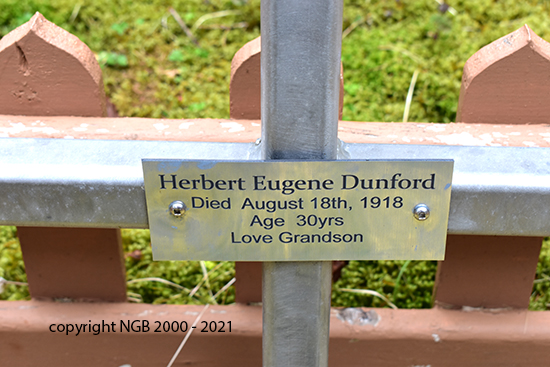 Herbert Eugene Dunford
Died August 18th, 1918
Age 30yrs
Love Grandson
copyright NGB 2000 - 2021